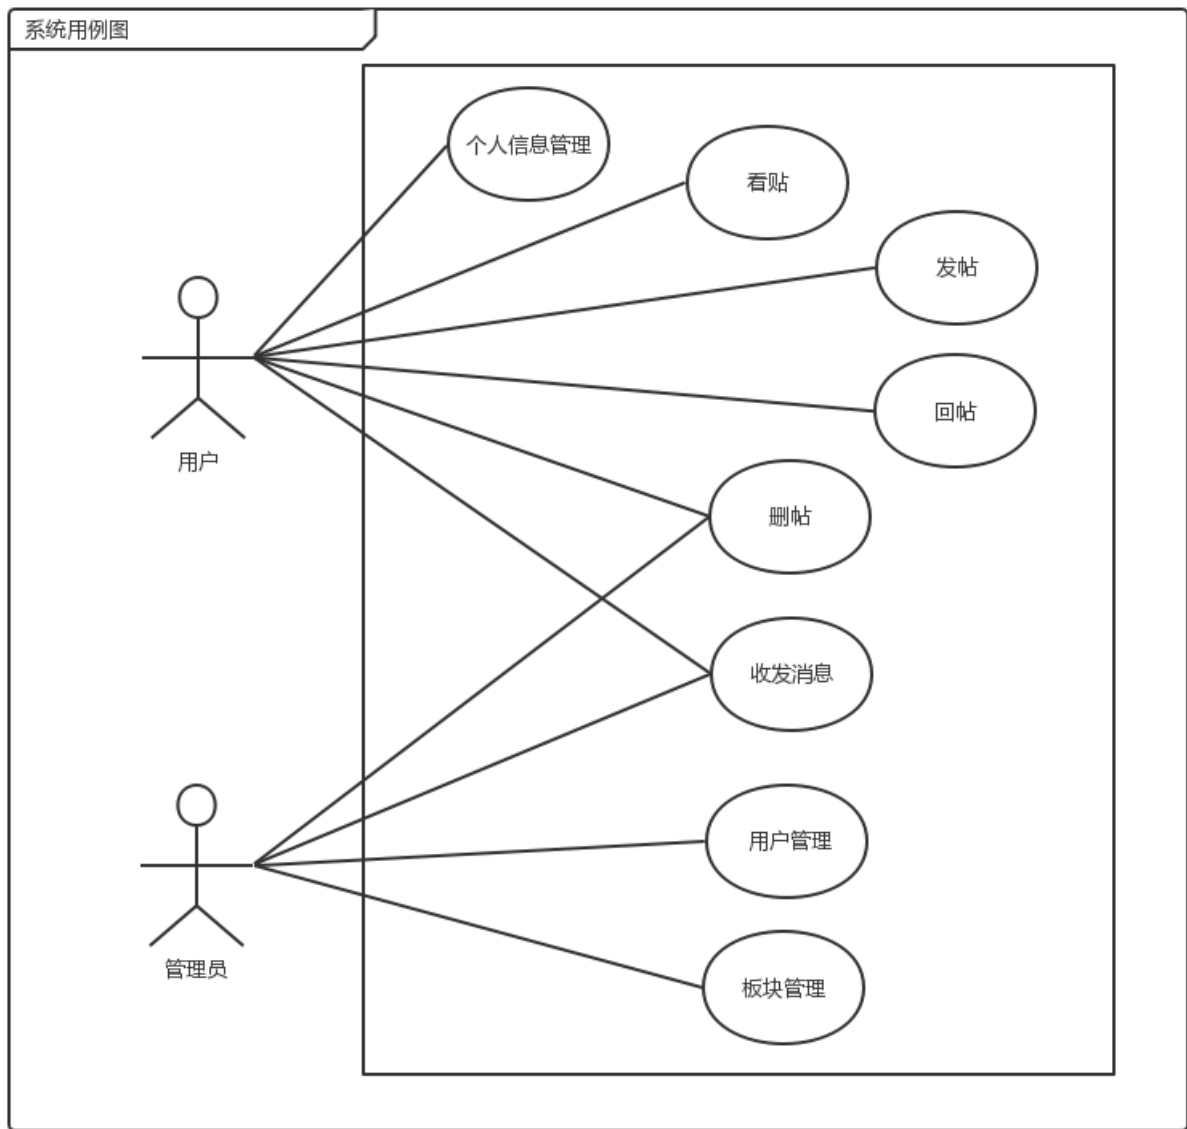 系统用例图
个人信息管理
看贴
发帖
回帖
用户
删帖
收发消息
用户管理
管理员
板块管理